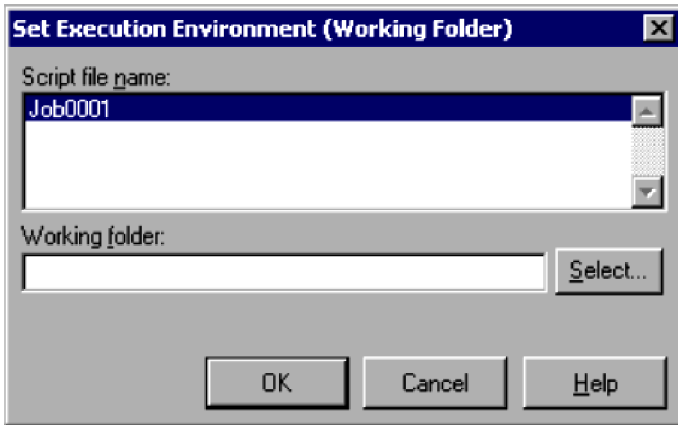 Set Execution Environment (Working Folder)
Script file name:
Job0001
Working folder:
Select...
OK Cancel Help